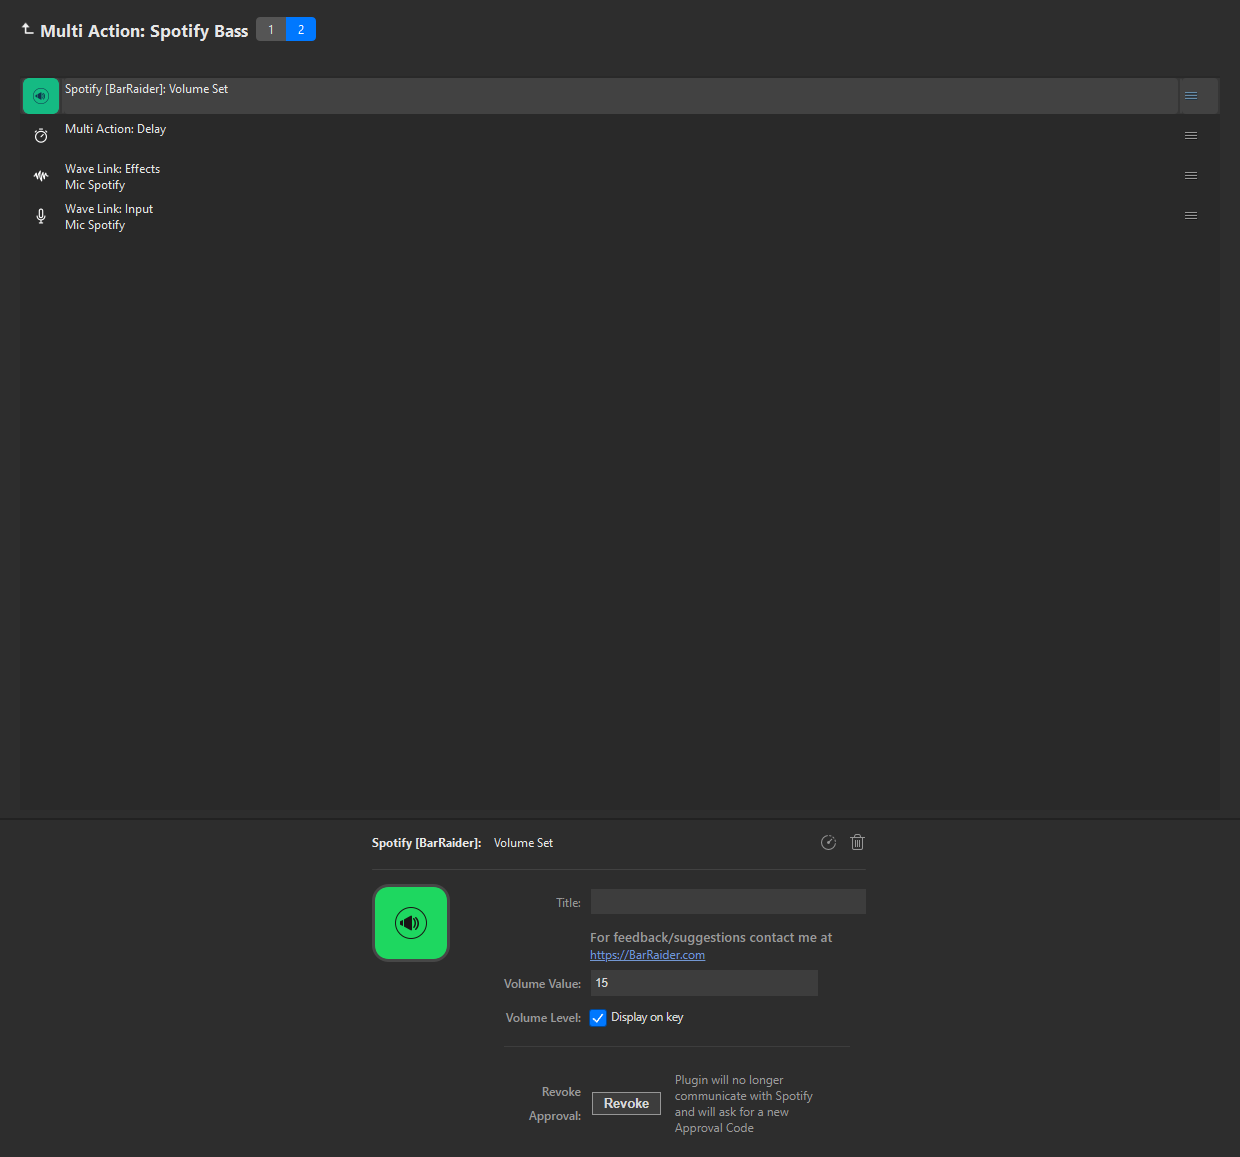 Multi Action: Spotify Bass 1 2
Spotify [BarRaider]: Volume Set
Multi Action: Delay
Wave Link: Effects
Mic Spotify
Wave Link: Input
Mic Spotify
Spotify [BarRaider]: Volume Set
Title:
For feedback/suggestions contact me at
https://BarRaider.com
Volume Value: 15
Volume Level: Display on key
Revoke Approval: Revoke
Plugin will no longer
communicate with Spotify
and will ask for a new
Approval Code